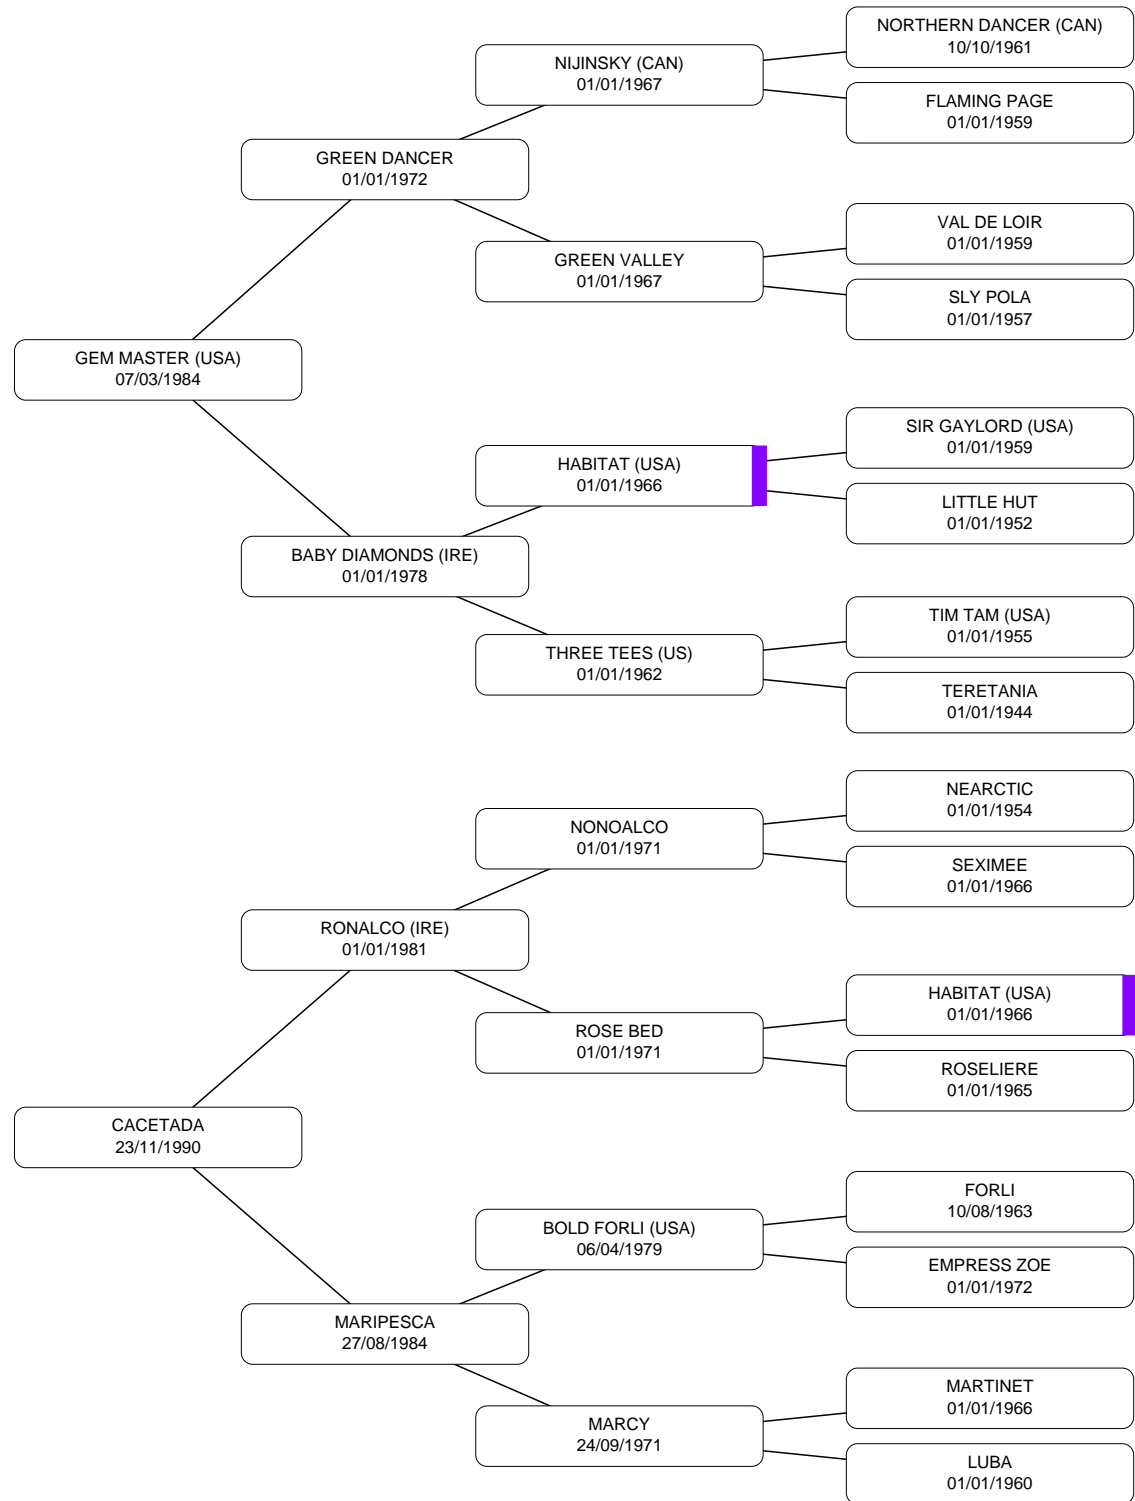 NORTHERN DANCER (CAN)
10/10/1961
NIJINSKY (CAN)
01/01/1967
FLAMING PAGE
01/01/1959
GREEN DANCER
01/01/1972
VAL DE LOIR
01/01/1959
GREEN VALLEY
01/01/1967
SLY POLA
01/01/1957
GEM MASTER (USA)
07/03/1984
SIR GAYLORD (USA)
01/01/1959
HABITAT (USA)
01/01/1966
LITTLE HUT
01/01/1952
BABY DIAMONDS (IRE)
01/01/1978
TIM TAM (USA)
01/01/1955
THREE TEES (US)
01/01/1962
TERETANIA
01/01/1944
NEARCTIC
01/01/1954
NONOALCO
01/01/1971
SEXIMEE
01/01/1966
RONALCO (IRE)
01/01/1981
HABITAT (USA)
01/01/1966
ROSE BED
01/01/1971
ROSELIERE
01/01/1965
CACETADA
23/11/1990
FORLI
10/08/1963
BOLD FORLI (USA)
06/04/1979
EMPRESS ZOE
01/01/1972
MARIPESCA
27/08/1984
MARTINET
01/01/1966
MARCY
24/09/1971
LUBA
01/01/1960